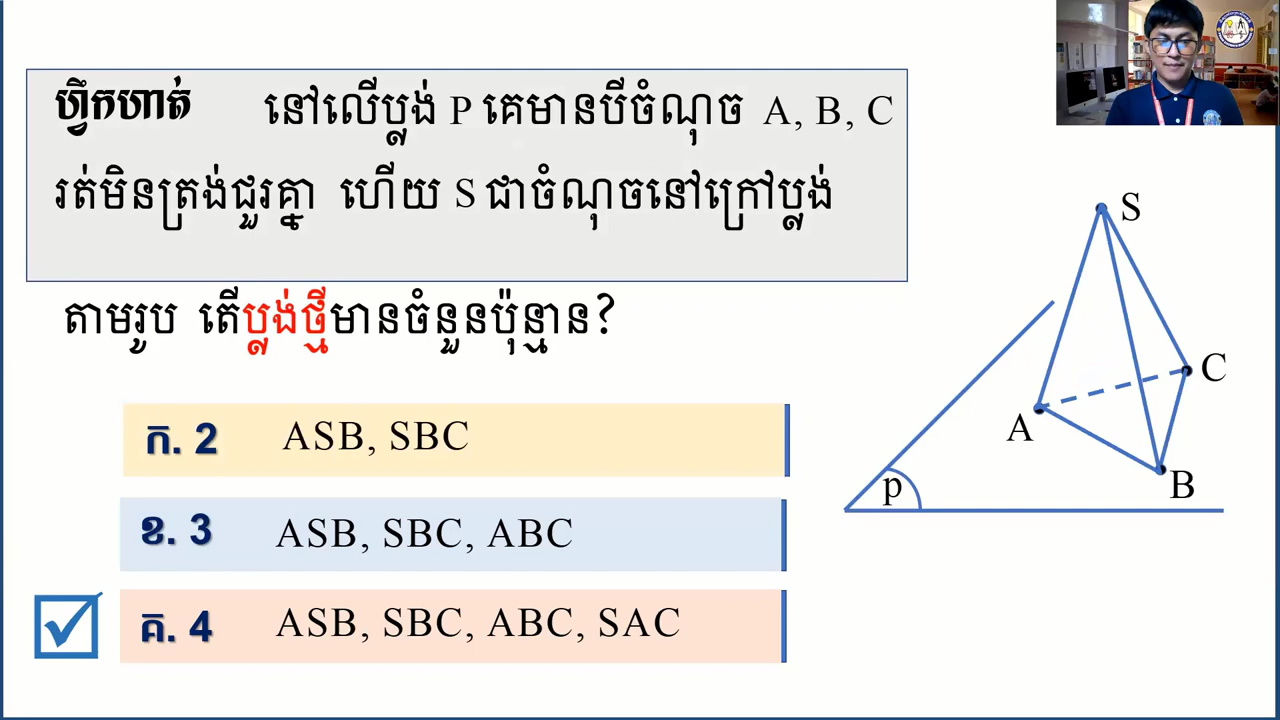 ហ្វឹកហាត់ នៅលើប្លង់ P គេមានបីចំណុច A, B, C
រត់មិនត្រង់ជួរគ្នា ហើយ S ជាចំណុចនៅក្រៅប្លង់
តាមរូប តើប្លង់ថ្មីមានចំនួនប៉ុន្មាន?
ក. 2 ASB, SBC
ខ. 3 ASB, SBC, ABC
គ. 4 ASB, SBC, ABC, SAC
S
C
A
B
p